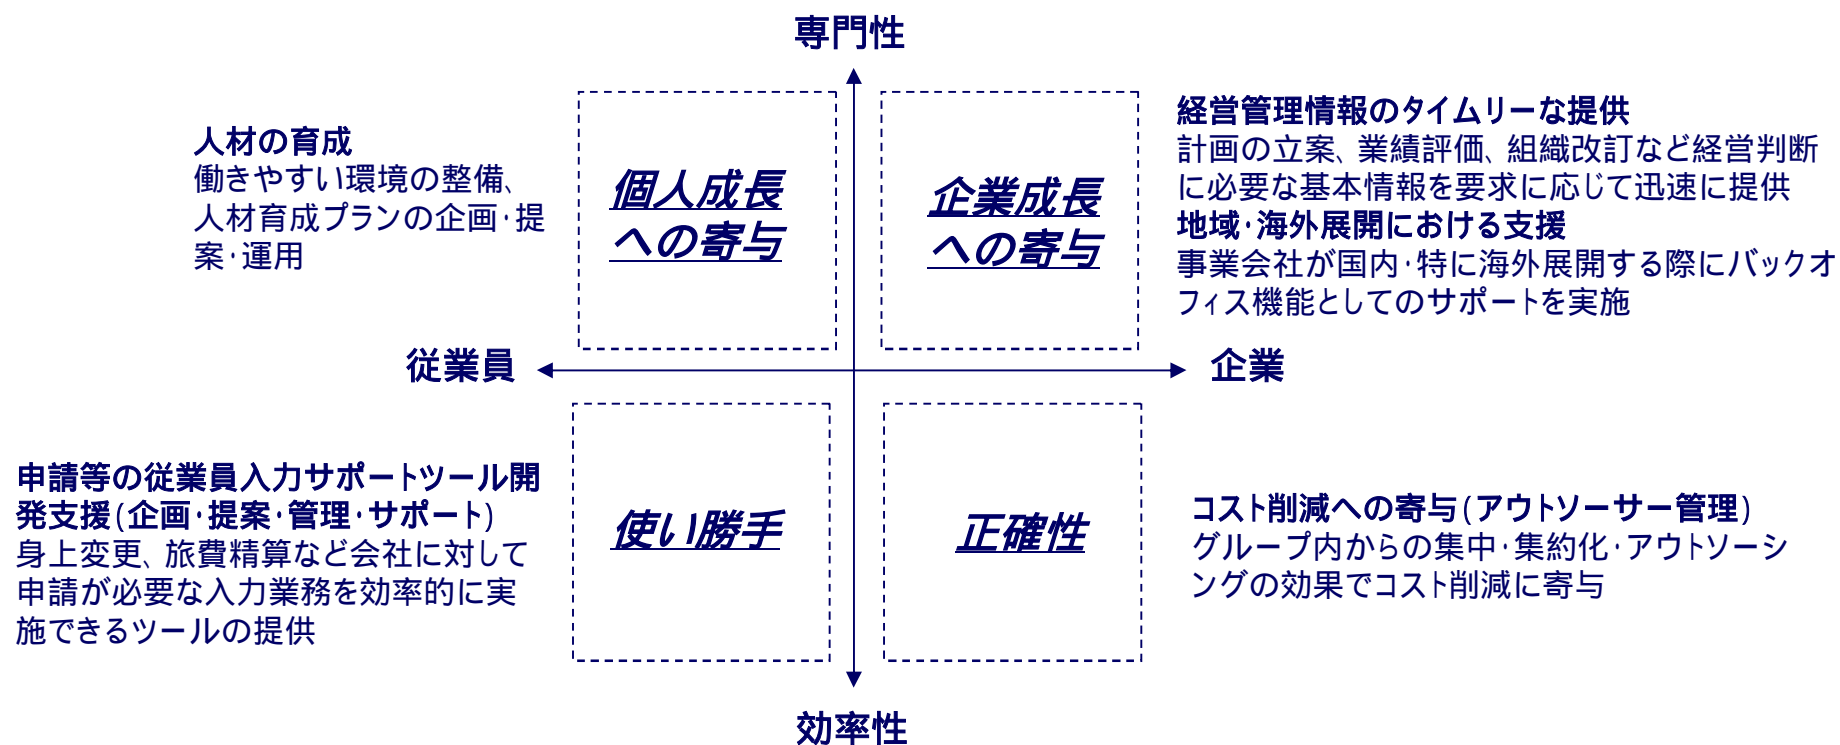 専門性
人材の育成
働きやすい環境の整備、
人材育成プランの企画・提
案・運用
個人成長
への寄与
企業成長
への寄与
経営管理情報のタイムリーな提供
計画の立案、業績評価、組織改訂など経営判断
に必要な基本情報を要求に応じて迅速に提供
地域・海外展開における支援
事業会社が国内・特に海外展開する際にバックオ
フィス機能としてのサポートを実施
従業員
企業
申請等の従業員入力サポートツール開
発支援(企画・提案・管理・サポート)
身上変更、旅費精算など会社に対して
申請が必要な入力業務を効率的に実
施できるツールの提供
使い勝手
正確性
コスト削減への寄与(アウトソーサー管理)
グループ内からの集中・集約化・アウトソーシ
ングの効果でコスト削減に寄与
効率性